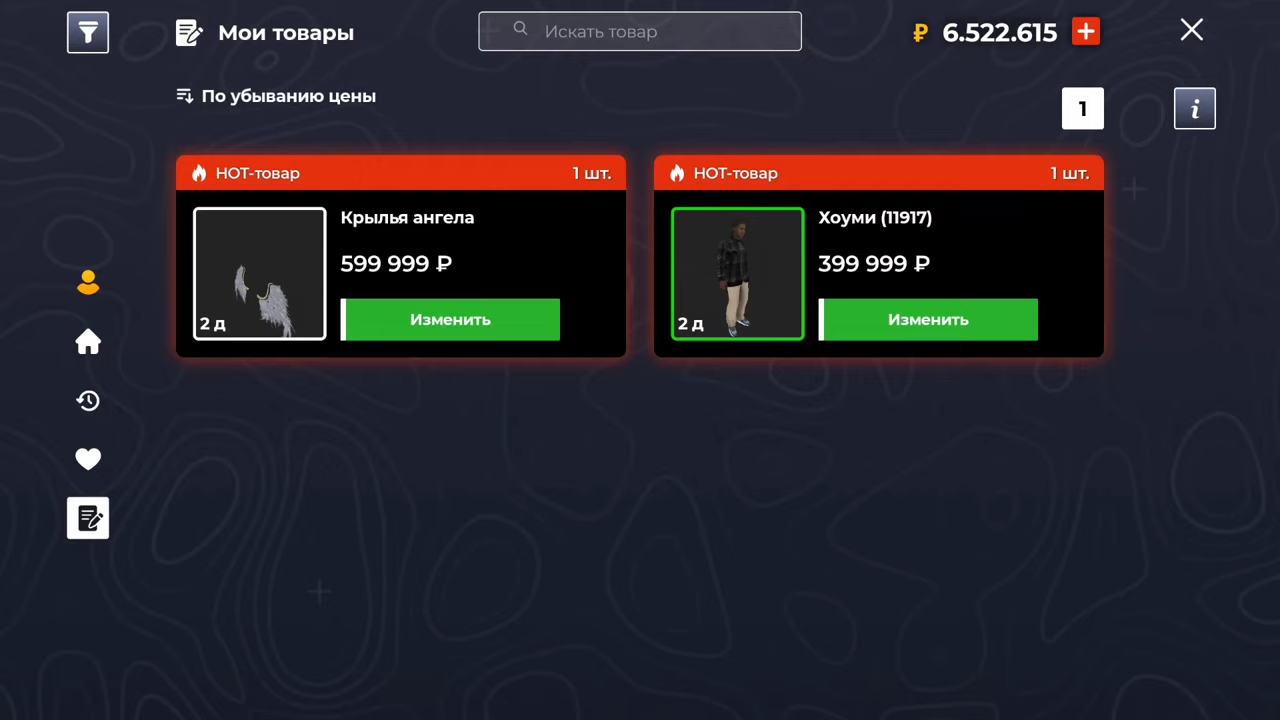 Мои товары
Искать товар
₽ 6.522.615
По убыванию цены
1
i
HOT-товар 1 шт.
Крылья ангела
599 999 ₽
2 д
Изменить
HOT-товар 1 шт.
Хоуми (11917)
399 999 ₽
2 д
Изменить